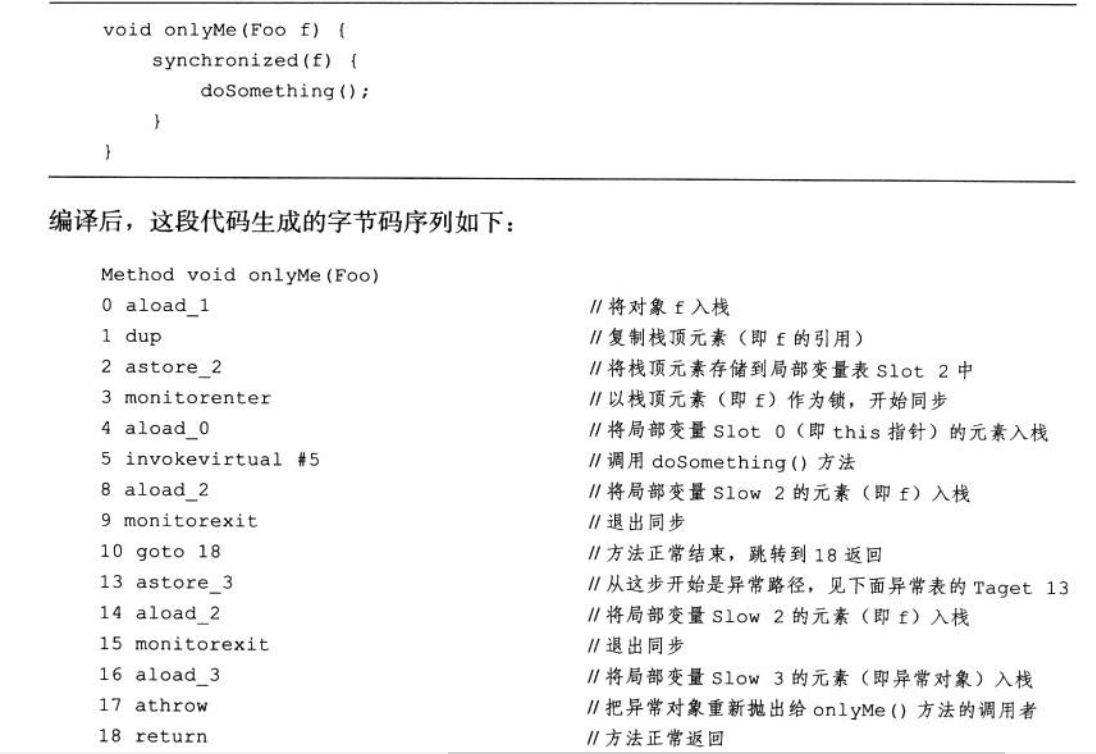 void onlyMe(Foo f) {
synchronized(f) {
doSomething();
}
}
编译后，这段代码生成的字节码序列如下：
Method void onlyMe(Foo)
0 aload_1 //将对象 f 入栈
1 dup //复制栈顶元素（即 f 的引用）
2 astore_2 //将栈顶元素存储到局部变量表 Slot 2 中
3 monitorenter //以栈顶元素（即 f）作为锁，开始同步
4 aload_0 //将局部变量 Slot 0（即 this 指针）的元素入栈
5 invokevirtual #5 //调用 doSomething() 方法
8 aload_2 //将局部变量 Slow 2 的元素（即 f）入栈
9 monitorexit //退出同步
10 goto 18 //方法正常结束，跳转到 18 返回
13 astore_3 //从这步开始是异常路径，见下面异常表的 Taget 13
14 aload_2 //将局部变量 Slow 2 的元素（即 f）入栈
15 monitorexit //退出同步
16 aload_3 //将局部变量 Slow 3 的元素（即异常对象）入栈
17 athrow //把异常对象重新抛出给 onlyMe() 方法的调用者
18 return //方法正常返回